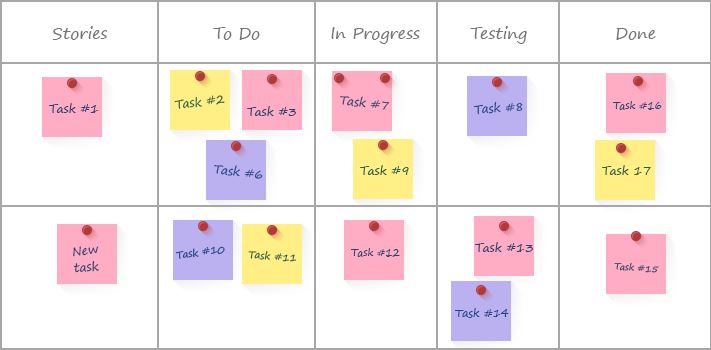 Stories
To Do
In Progress
Testing
Done
Task #1
Task #2
Task #3
Task #6
Task #7
Task #9
Task #8
Task #16
Task 17
New
task
Task #10
Task #11
Task #12
Task #13
Task #14
Task #15